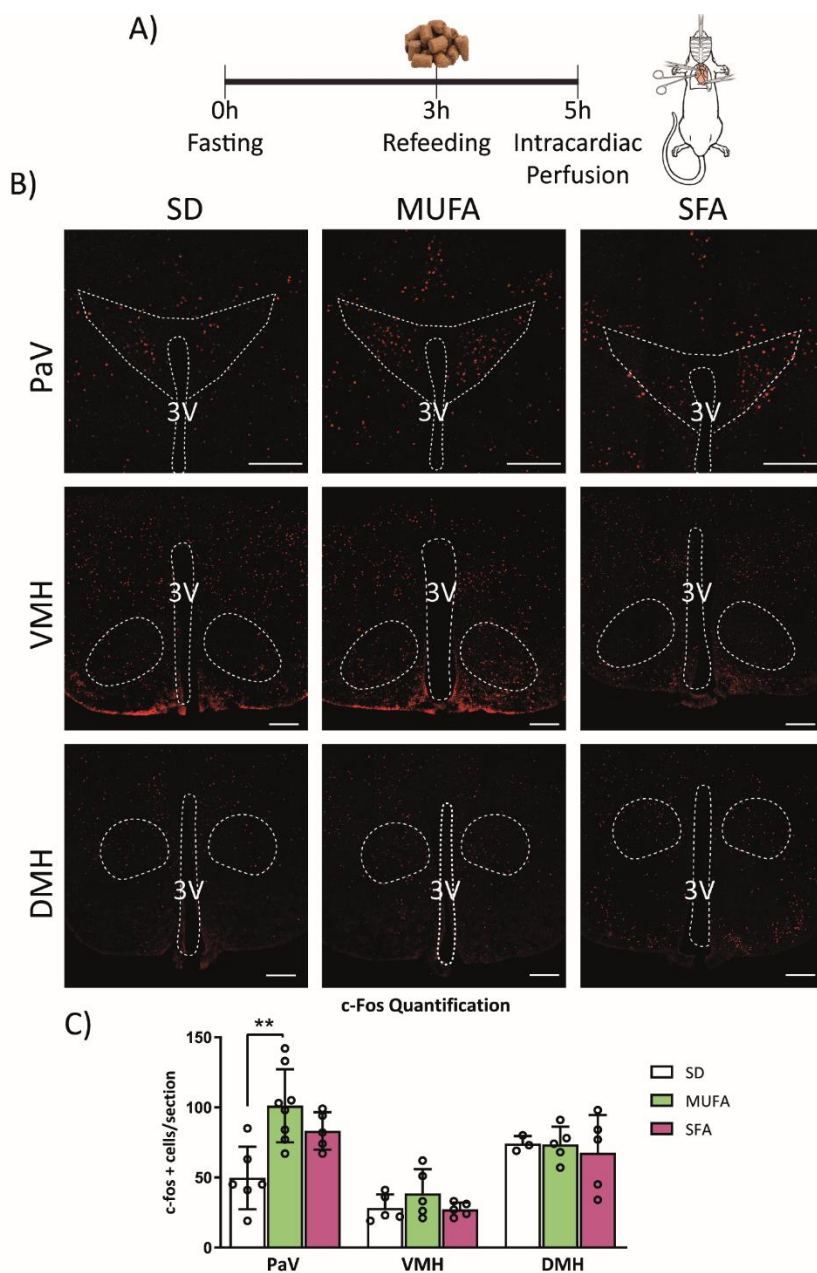 A)
0h
3h
5h
Fasting
Refeeding
Intracardiac
Perfusion
B)
SD
MUFA
SFA
PaV
3V
3V
3V
VMH
3V
3V
3V
DMH
3V
3V
3V
c-Fos Quantification
C)
c-fos + cells/section
150
100
50
0
**
PaV
VMH
DMH
SD
MUFA
SFA